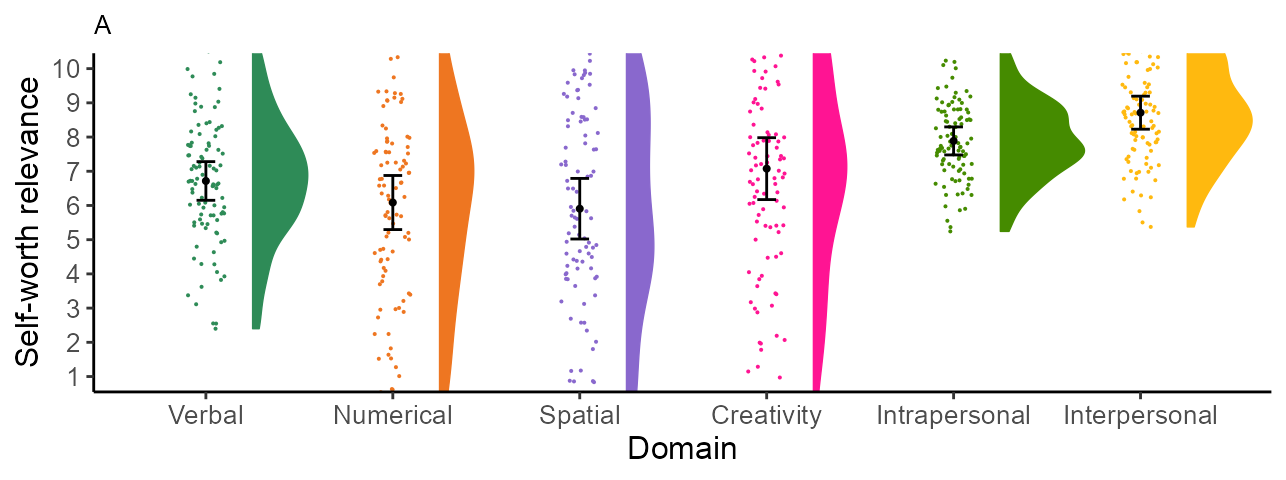 A
Self-worth relevance
10
9
8
7
6
5
4
3
2
1
Verbal Numerical Spatial Creativity Intrapersonal Interpersonal
Domain